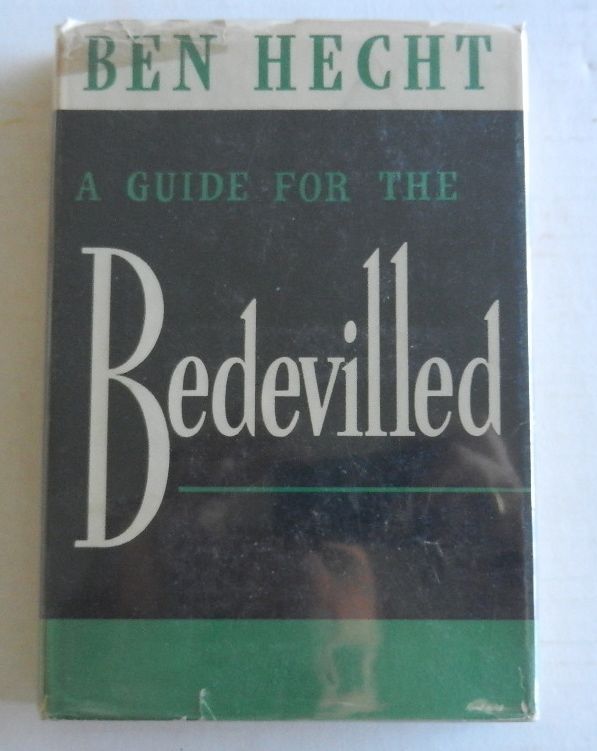 BEN HECHT
A GUIDE FOR THE
Bedevilled